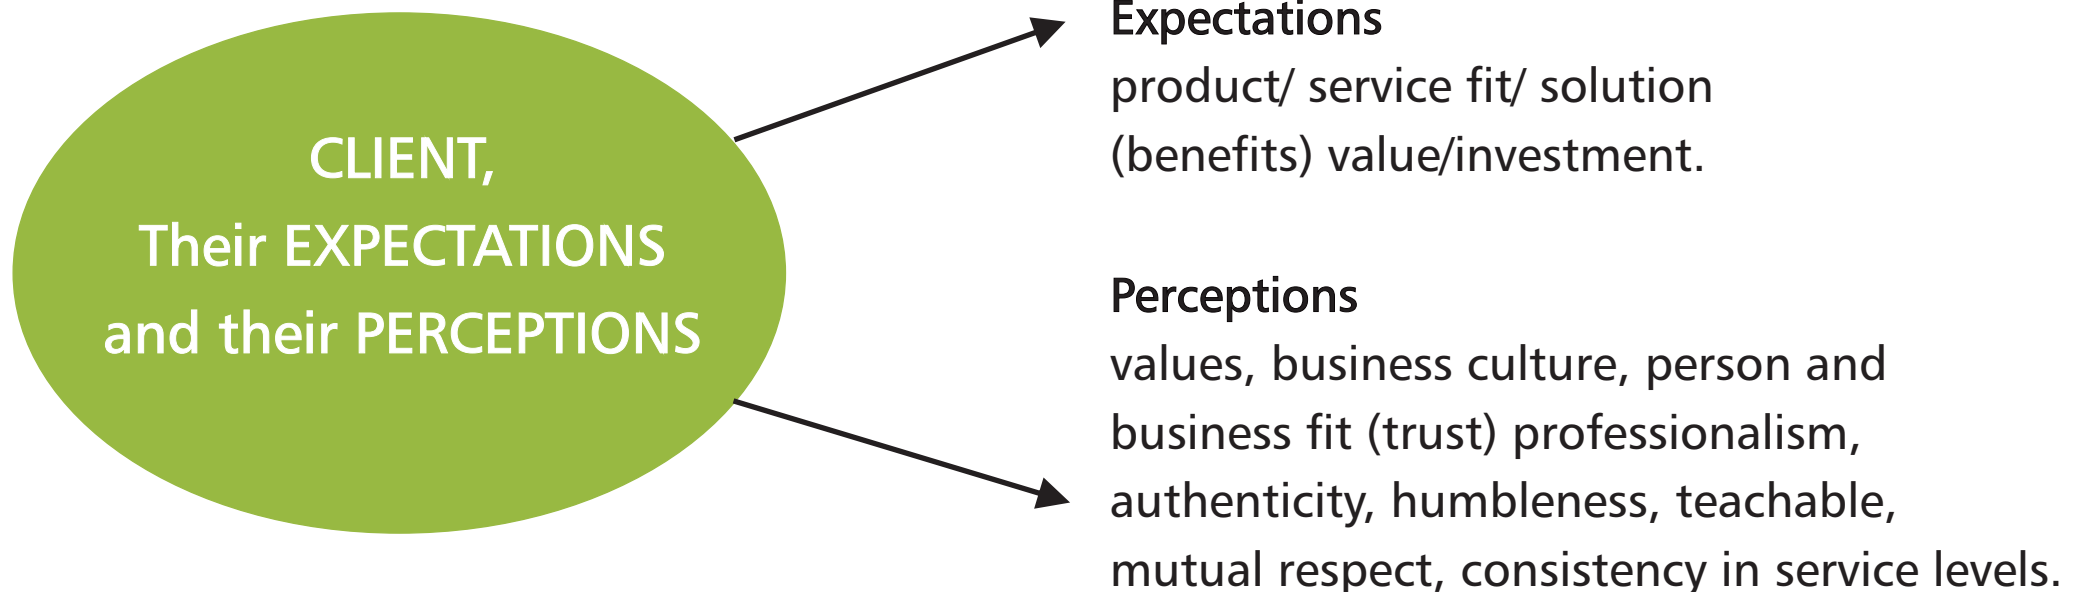 CLIENT,
Their EXPECTATIONS
and their PERCEPTIONS
Expectations
product/ service fit/ solution
(benefits) value/investment.
Perceptions
values, business culture, person and
business fit (trust) professionalism,
authenticity, humbleness, teachable,
mutual respect, consistency in service levels.